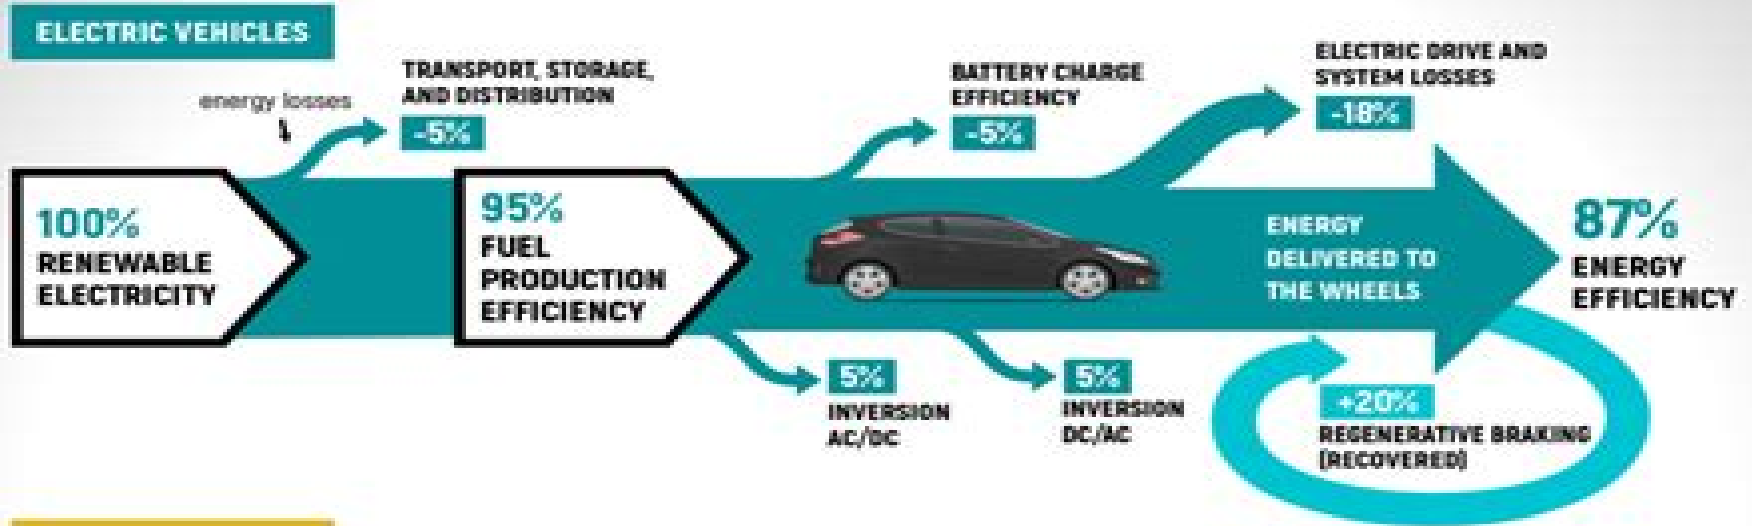 ELECTRIC VEHICLES
energy losses
TRANSPORT, STORAGE,
AND DISTRIBUTION
-5%
BATTERY CHARGE
EFFICIENCY
-5%
ELECTRIC DRIVE AND
SYSTEM LOSSES
-18%
100%
RENEWABLE
ELECTRICITY
95%
FUEL
PRODUCTION
EFFICIENCY
ENERGY
DELIVERED TO
THE WHEELS
87%
ENERGY
EFFICIENCY
5%
INVERSION
AC/DC
5%
INVERSION
DC/AC
+20%
REGENERATIVE BRAKING
(RECOVERED)